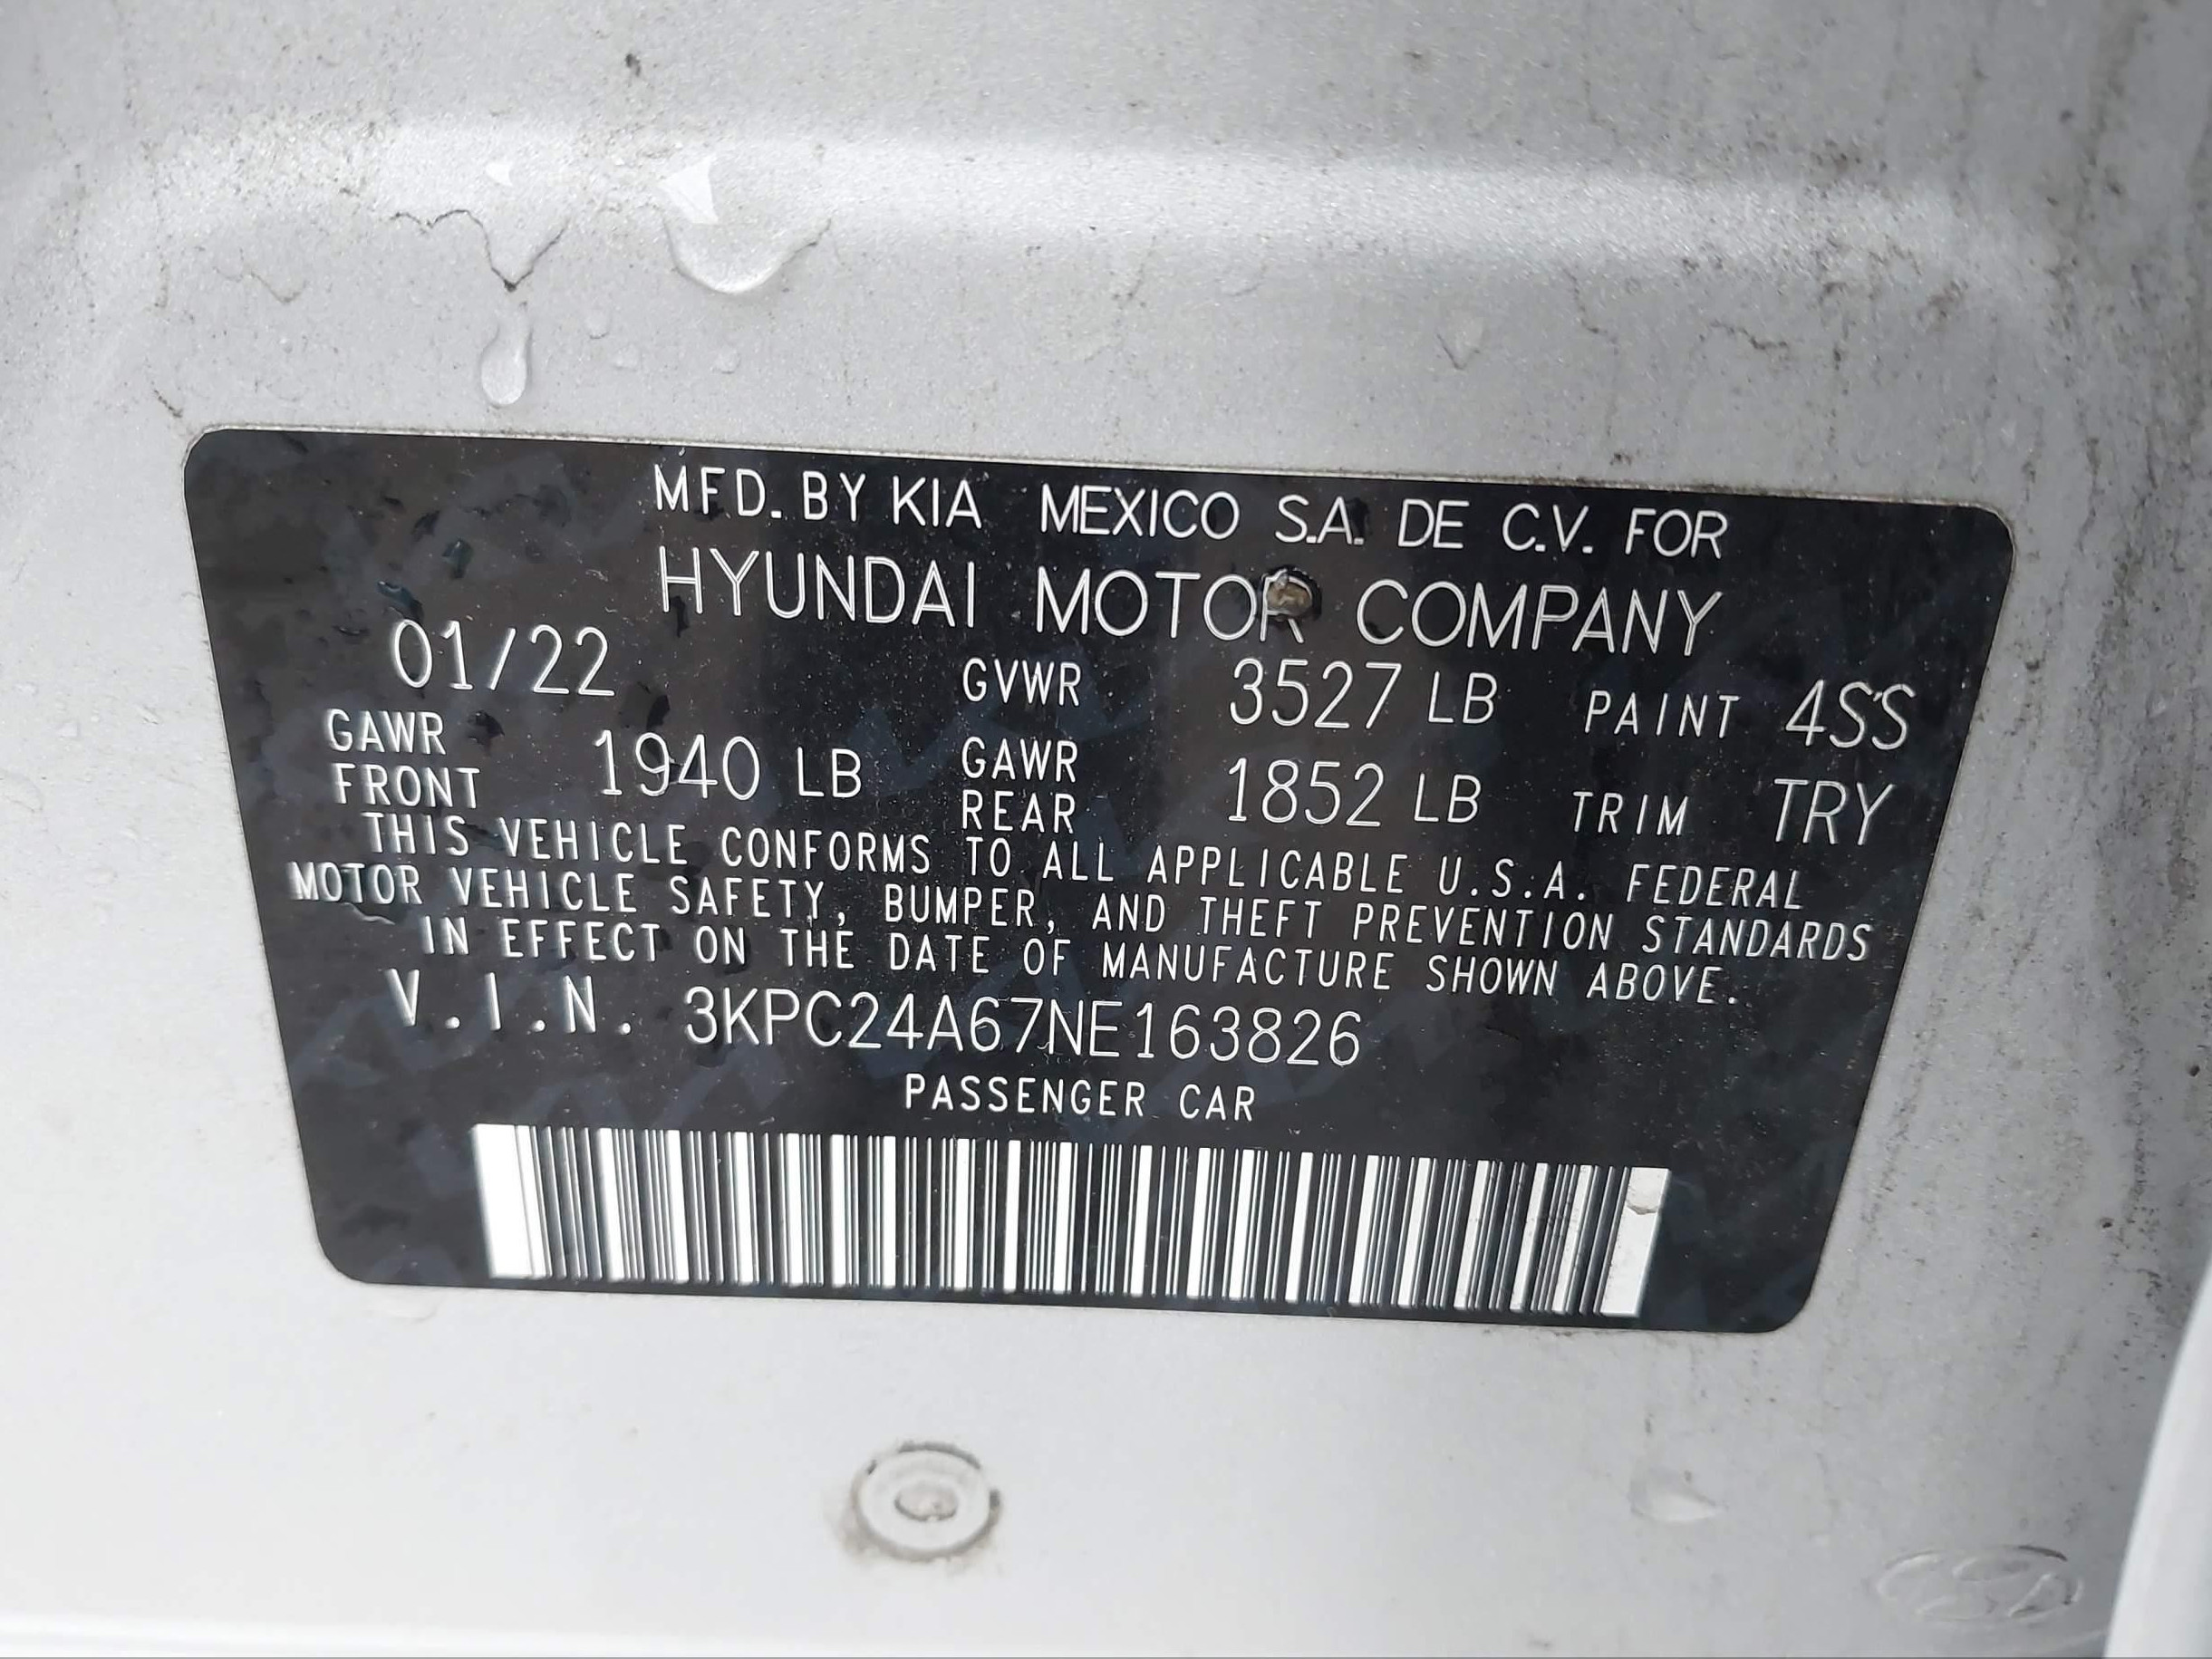 MFD. BY KIA MEXICO S.A. DE C.V. FOR
HYUNDAI MOTOR COMPANY
01/22 GVWR 3527 LB PAINT 4SS
GAWR FRONT 1940 LB GAWR REAR 1852 LB TRIM TRY
THIS VEHICLE CONFORMS TO ALL APPLICABLE U.S.A. FEDERAL
MOTOR VEHICLE SAFETY, BUMPER, AND THEFT PREVENTION STANDARDS
IN EFFECT ON THE DATE OF MANUFACTURE SHOWN ABOVE.
V.I.N. 3KPC24A67NE163826
PASSENGER CAR